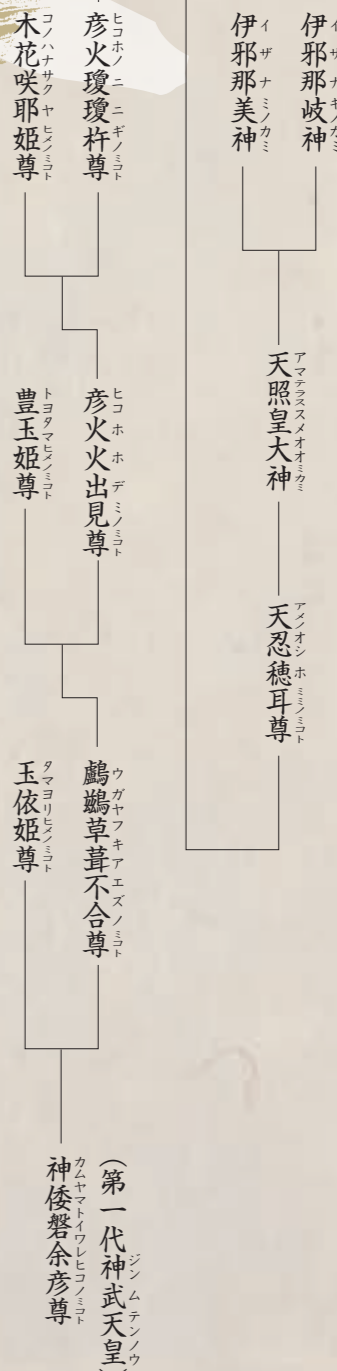 伊邪那岐神
イザナキノカミ
伊邪那美神
イザナミノカミ
天照皇大神
アマテラススメオオミカミ
天忍穂耳尊
アメノオシホミミノミコト
彦火瓊瓊杵尊
ヒコホノニニギノミコト
木花咲耶姫尊
コノハナサクヤヒメノミコト
彦火火出見尊
ヒコホホデミノミコト
豊玉姫尊
トヨタマヒメノミコト
鸕鷀草葺不合尊
ウガヤフキアエズノミコト
玉依姫尊
タマヨリヒメノミコト
(第一代神武天皇
ジンムテンノウ
神倭磐余彦尊
カムヤマトイワレヒコノミコト